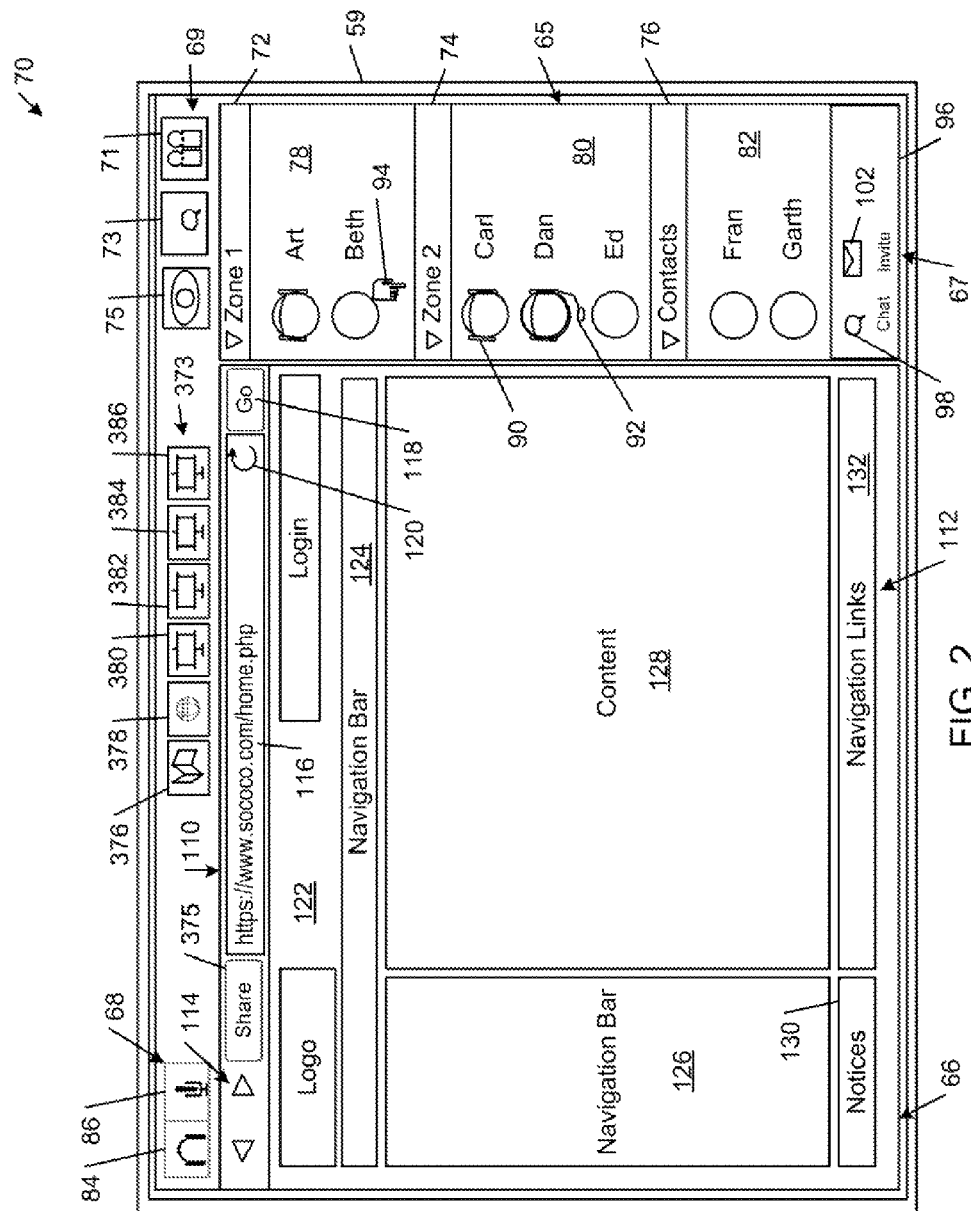 70
84 86 68 114 375 110 376 378 380 382 384 386 373 75 73 71 69
https://www.sococo.com/home.php
Share Go
Zone 1
72
59
Logo 122 116 Login
Art
78
Navigation Bar 124
Beth
94
120 118
Zone 2
74
Carl
90
65
Dan
92
80
Ed
Navigation Bar
126
Content
128
Contacts
76
Fran
82
Garth
130
Notices Navigation Links 132
98
Chat
102
Invite
96
66 112 67
FIG. 2